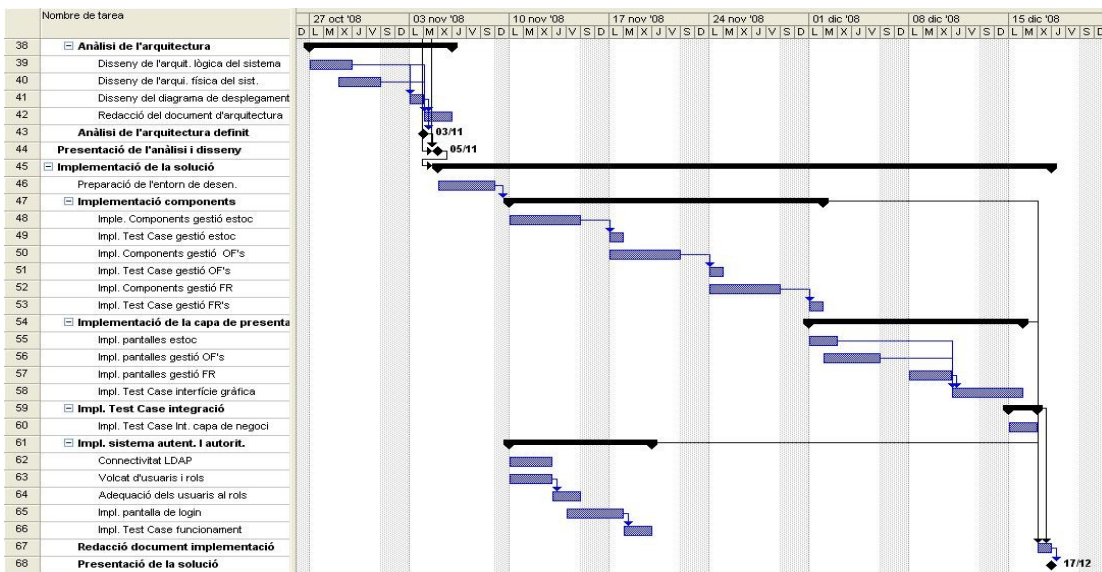 Nombre de tarea
27 oct '08 03 nov '08 10 nov '08 17 nov '08 24 nov '08 01 dic '08 08 dic '08 15 dic '08
D L M X J V S D L M X J V S D L M X J V S D L M X J V S D L M X J V S D L M X J V S D L M X J V S D L M X J V S D
38 Anàlisi de l'arquitectura
39 Disseny de l'arquit. lògica del sistema
40 Disseny de l'arqui. física del sist.
41 Disseny del diagrama de desplegament
42 Redacció del document d'arquitectura
43 Anàlisi de l'arquitectura definit 03/11
44 Presentació de l'anàlisi i disseny 05/11
45 Implementació de la solució
46 Preparació de l'entorn de desen.
47 Implementació components
48 Imple. Components gestió estoc
49 Impl. Test Case gestió estoc
50 Impl. Components gestió OF's
51 Impl. Test Case gestió OF's
52 Impl. Components gestió FR
53 Impl. Test Case gestió FR's
54 Implementació de la capa de presenta
55 Impl. pantalles estoc
56 Impl. pantalles gestió OF's
57 Impl. pantalles gestió FR
58 Impl. Test Case interfície gràfica
59 Impl. Test Case integració
60 Impl. Test Case Int. capa de negoci
61 Impl. sistema autent. I autorit.
62 Connectivitat LDAP
63 Volcat d'usuaris i rols
64 Adequació dels usuaris al rols
65 Impl. pantalla de login
66 Impl. Test Case funcionament
67 Redacció document implementació
68 Presentació de la solució 17/12